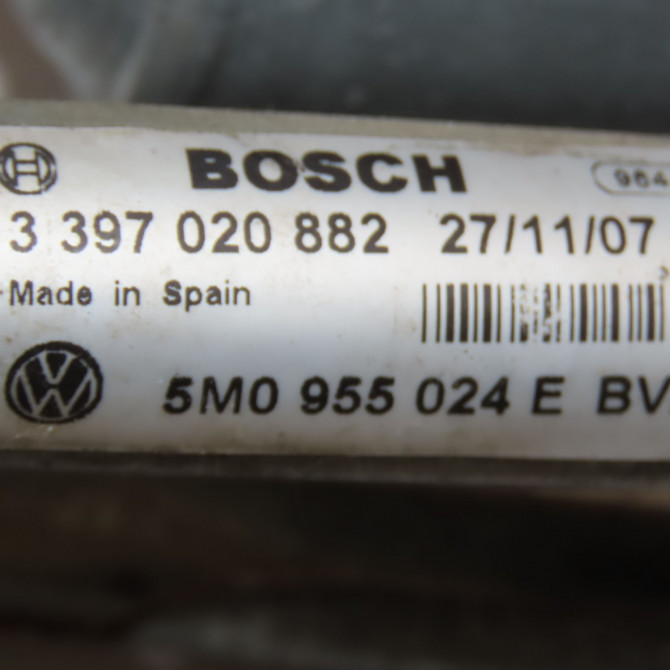 BOSCH
3 397 020 882 27/11/07
Made in Spain
5M0 955 024 E BV